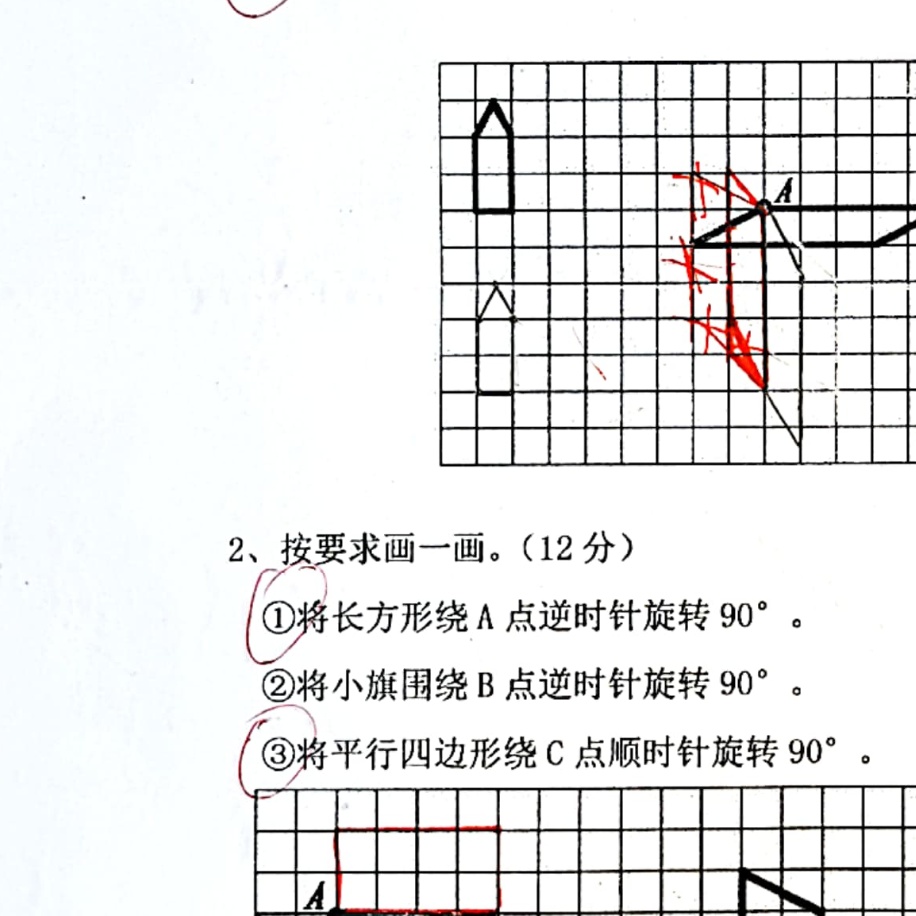 A
2、按要求画一画。（12分）
①将长方形绕 A 点逆时针旋转 90° 。
②将小旗围绕 B 点逆时针旋转 90° 。
③将平行四边形绕 C 点顺时针旋转 90° 。
A